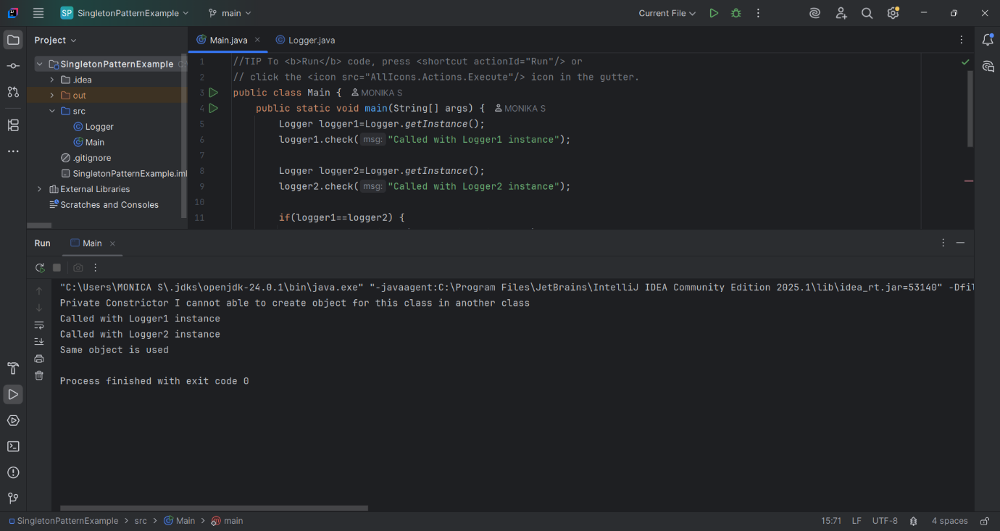 SP SingletonPatternExample main Current File
Project
Main.java Logger.java
SingletonPatternExample
.idea
out
src
Logger
Main
.gitignore
SingletonPatternExample.iml
External Libraries
Scratches and Consoles
1 //TIP To <b>Run</b> code, press <shortcut actionId="Run"/> or
2 // click the <icon src="AllIcons.Actions.Execute"/> icon in the gutter.
3 public class Main { MONIKA S
4 public static void main(String[] args) { MONIKA S
5 Logger logger1=Logger.getInstance();
6 logger1.check( msg: "Called with Logger1 instance");
7
8 Logger logger2=Logger.getInstance();
9 logger2.check( msg: "Called with Logger2 instance");
10
11 if(logger1==logger2) {
Run Main
"C:\Users\MONICA S\.jdks\openjdk-24.0.1\bin\java.exe" "-javaagent:C:\Program Files\JetBrains\IntelliJ IDEA Community Edition 2025.1\lib\idea_rt.jar=53140" -Dfil
Private Constrictor I cannot able to create object for this class in another class
Called with Logger1 instance
Called with Logger2 instance
Same object is used
Process finished with exit code 0
SingletonPatternExample > src > Main > main 15:71 LF UTF-8 4 spaces